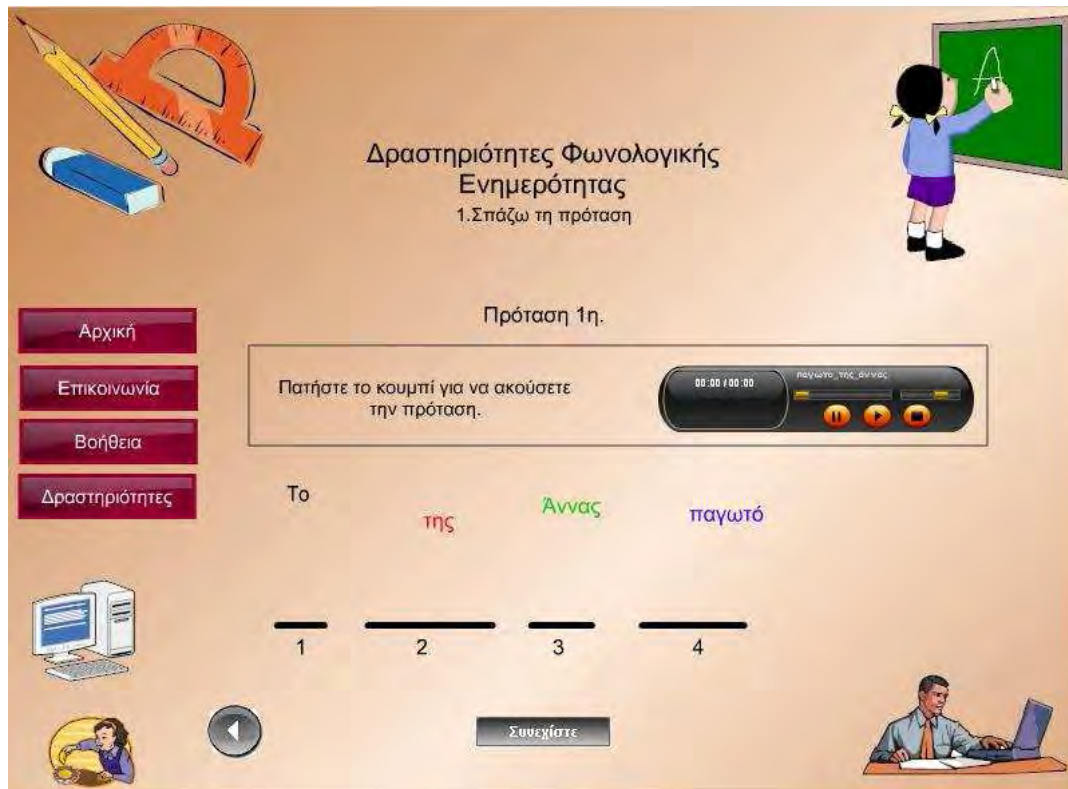 Δραστηριότητες Φωνολογικής
Ενημερότητας
1.Σπάζω τη πρόταση
Αρχική
Επικοινωνία
Βοήθεια
Δραστηριότητες
Πρόταση 1η.
Πατήστε το κουμπί για να ακούσετε
την πρόταση.
00:00 / 00:00
παγωτο_της_αννας
Το
της
Άννας
παγωτό
1 2 3 4
Συνεχίστε
A